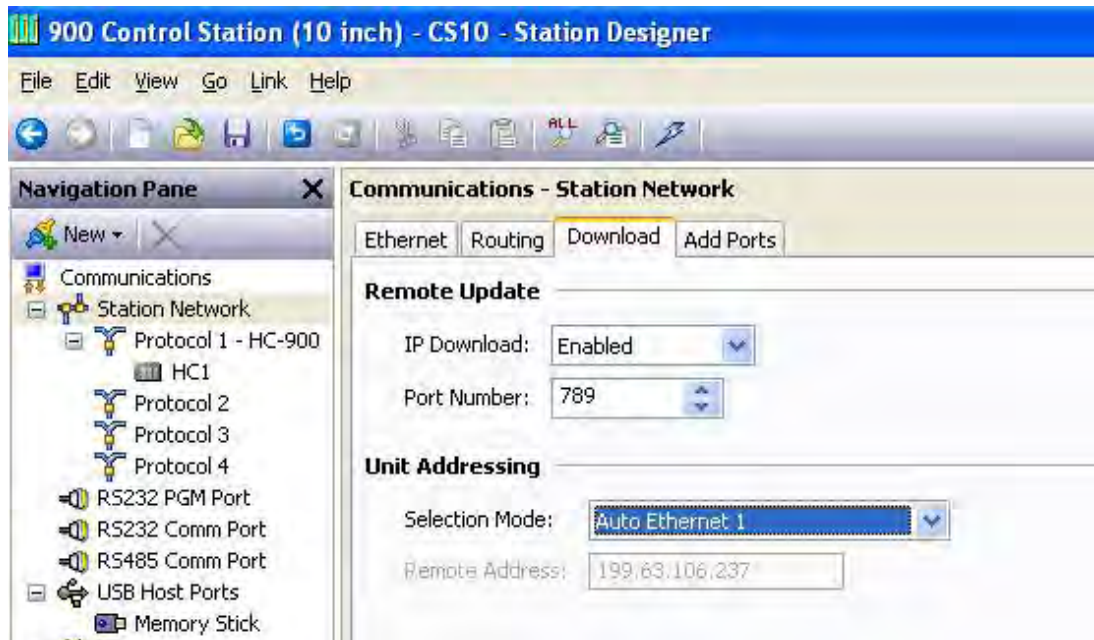 900 Control Station (10 inch) - CS10 - Station Designer
File Edit View Go Link Help
ALL
Navigation Pane
New
Communications
Station Network
Protocol 1 - HC-900
HC1
Protocol 2
Protocol 3
Protocol 4
RS232 PGM Port
RS232 Comm Port
RS485 Comm Port
USB Host Ports
Memory Stick
Communications - Station Network
Ethernet Routing Download Add Ports
Remote Update
IP Download: Enabled
Port Number: 789
Unit Addressing
Selection Mode: Auto Ethernet 1
Remote Address: 199.63.106.237